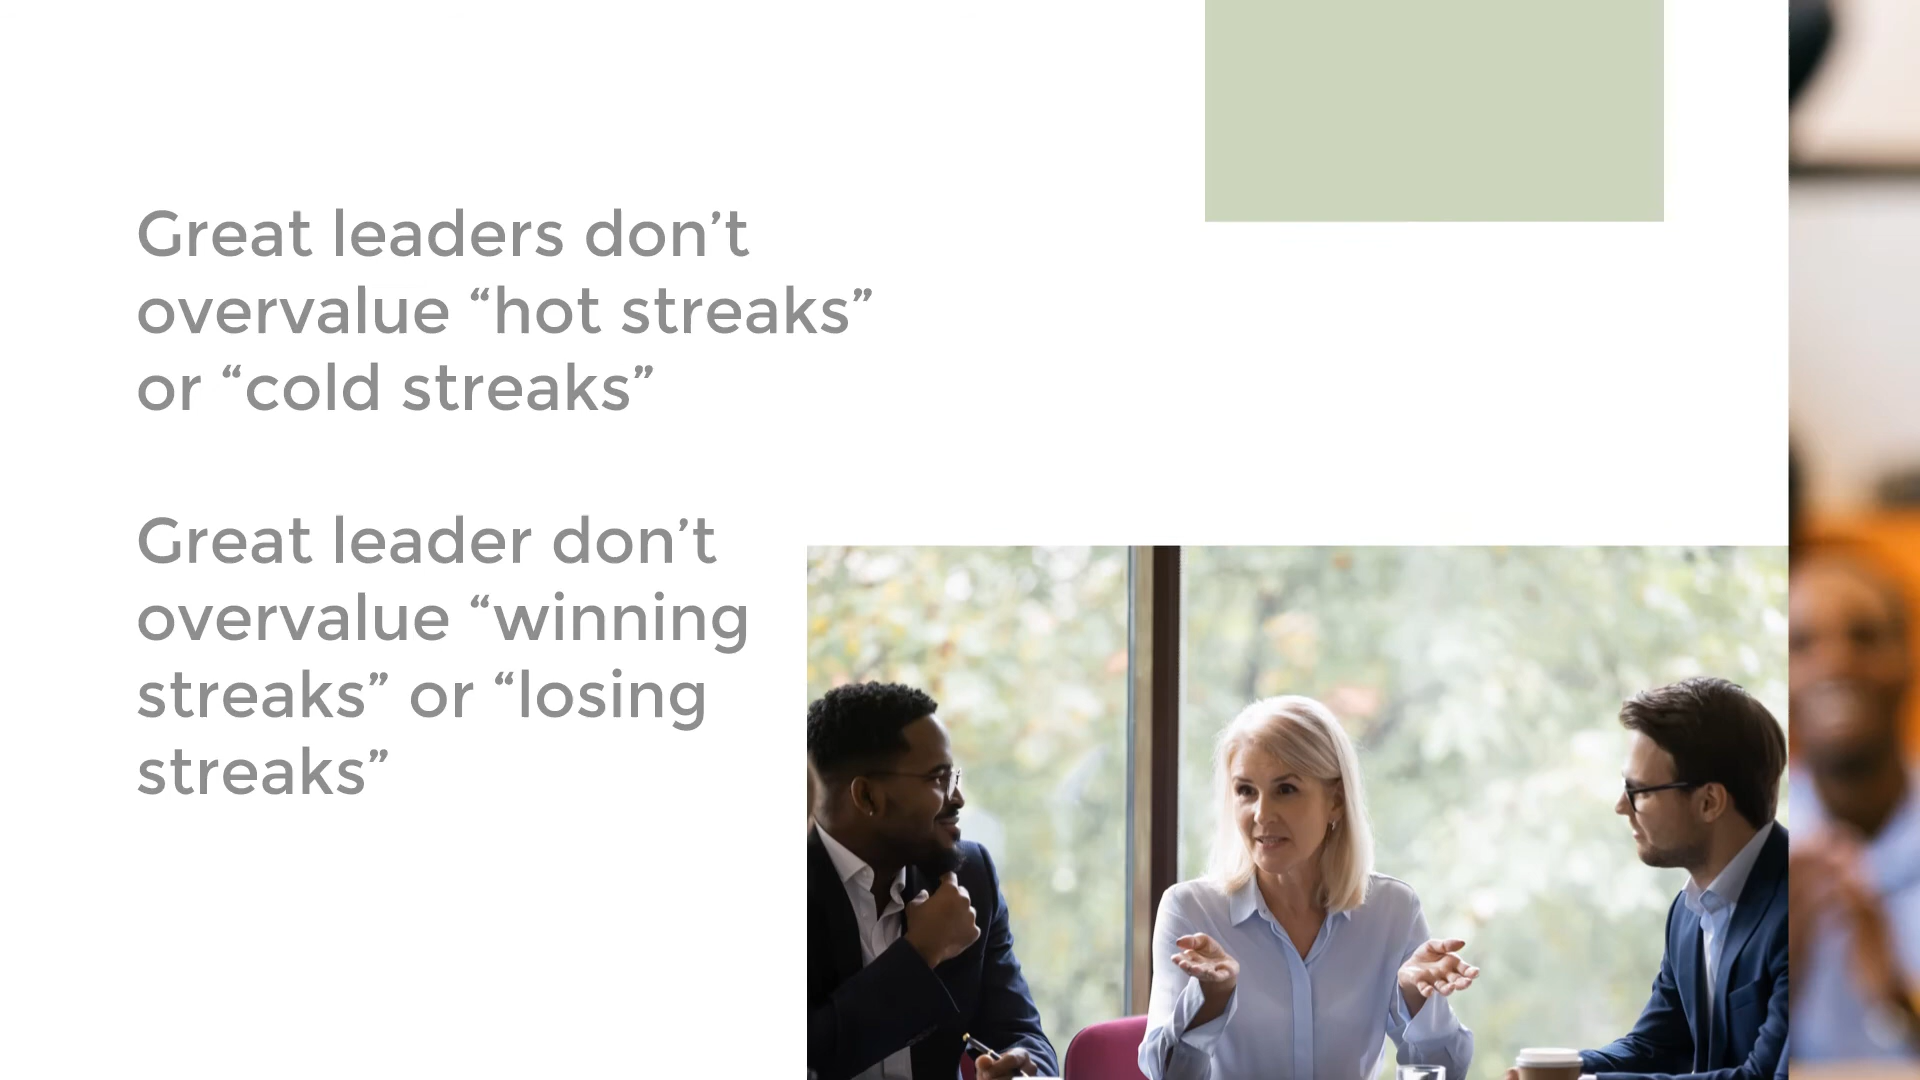 Great leaders don’t
overvalue “hot streaks”
or “cold streaks”
Great leader don’t
overvalue “winning
streaks” or “losing
streaks”